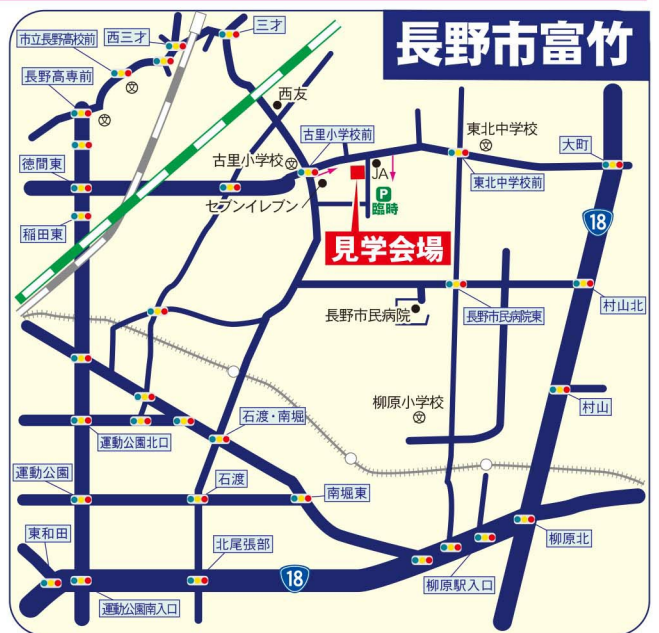 長野市富竹
市立長野高校前
西三才
三才
長野高専前
西友
古里小学校前
東北中学校
大町
徳間東
古里小学校
JA
東北中学校前
セブンイレブン
P
臨時
稲田東
18
見学会場
長野市民病院
長野市民病院東
村山北
柳原小学校
村山
石渡・南堀
運動公園北口
運動公園
石渡
南堀東
東和田
北尾張部
柳原北
18
柳原駅入口
運動公園南入口
文
文
文
文
文